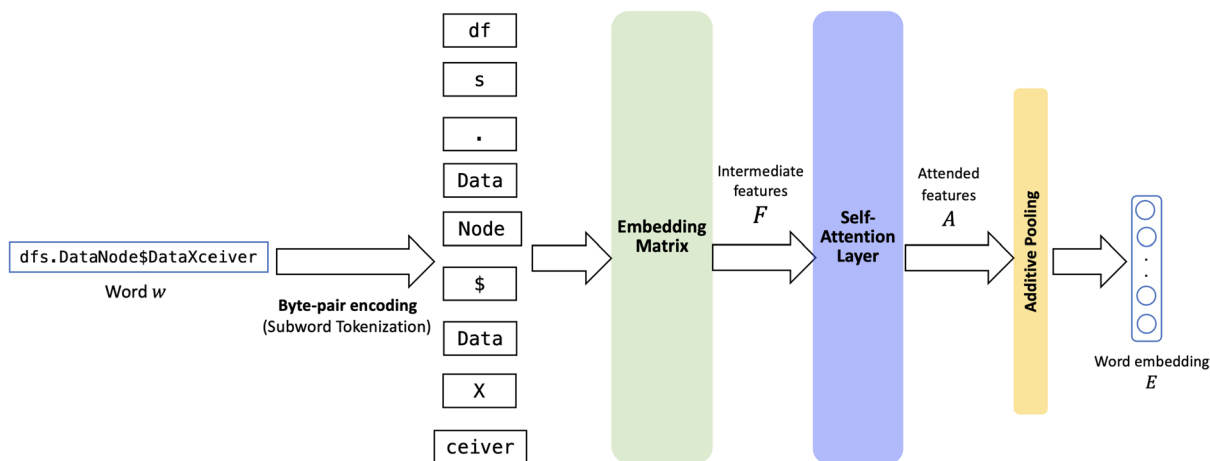 dfs.DataNode$DataXceiver
Word w
Byte-pair encoding
(Subword Tokenization)
df
s
.
Data
Node
$
Data
X
ceiver
Embedding
Matrix
Intermediate
features
F
Self-
Attention
Layer
Attended
features
A
Additive Pooling
Word embedding
E